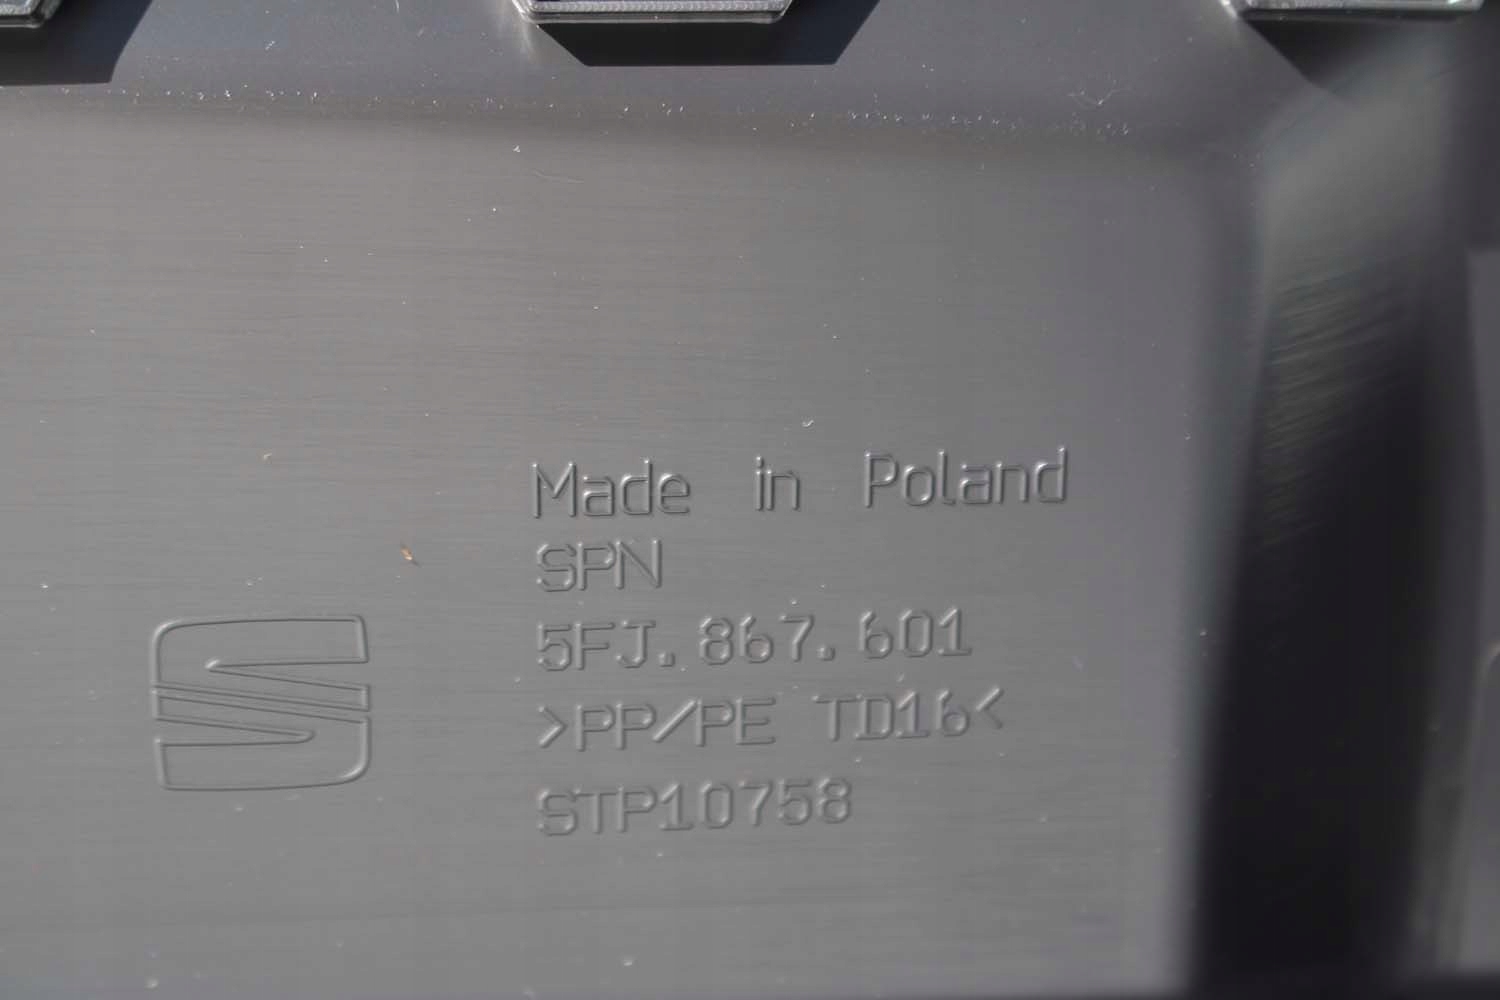 Made in Poland
SPN
5FJ.867.601
>PP/PE TD16<
STP10758